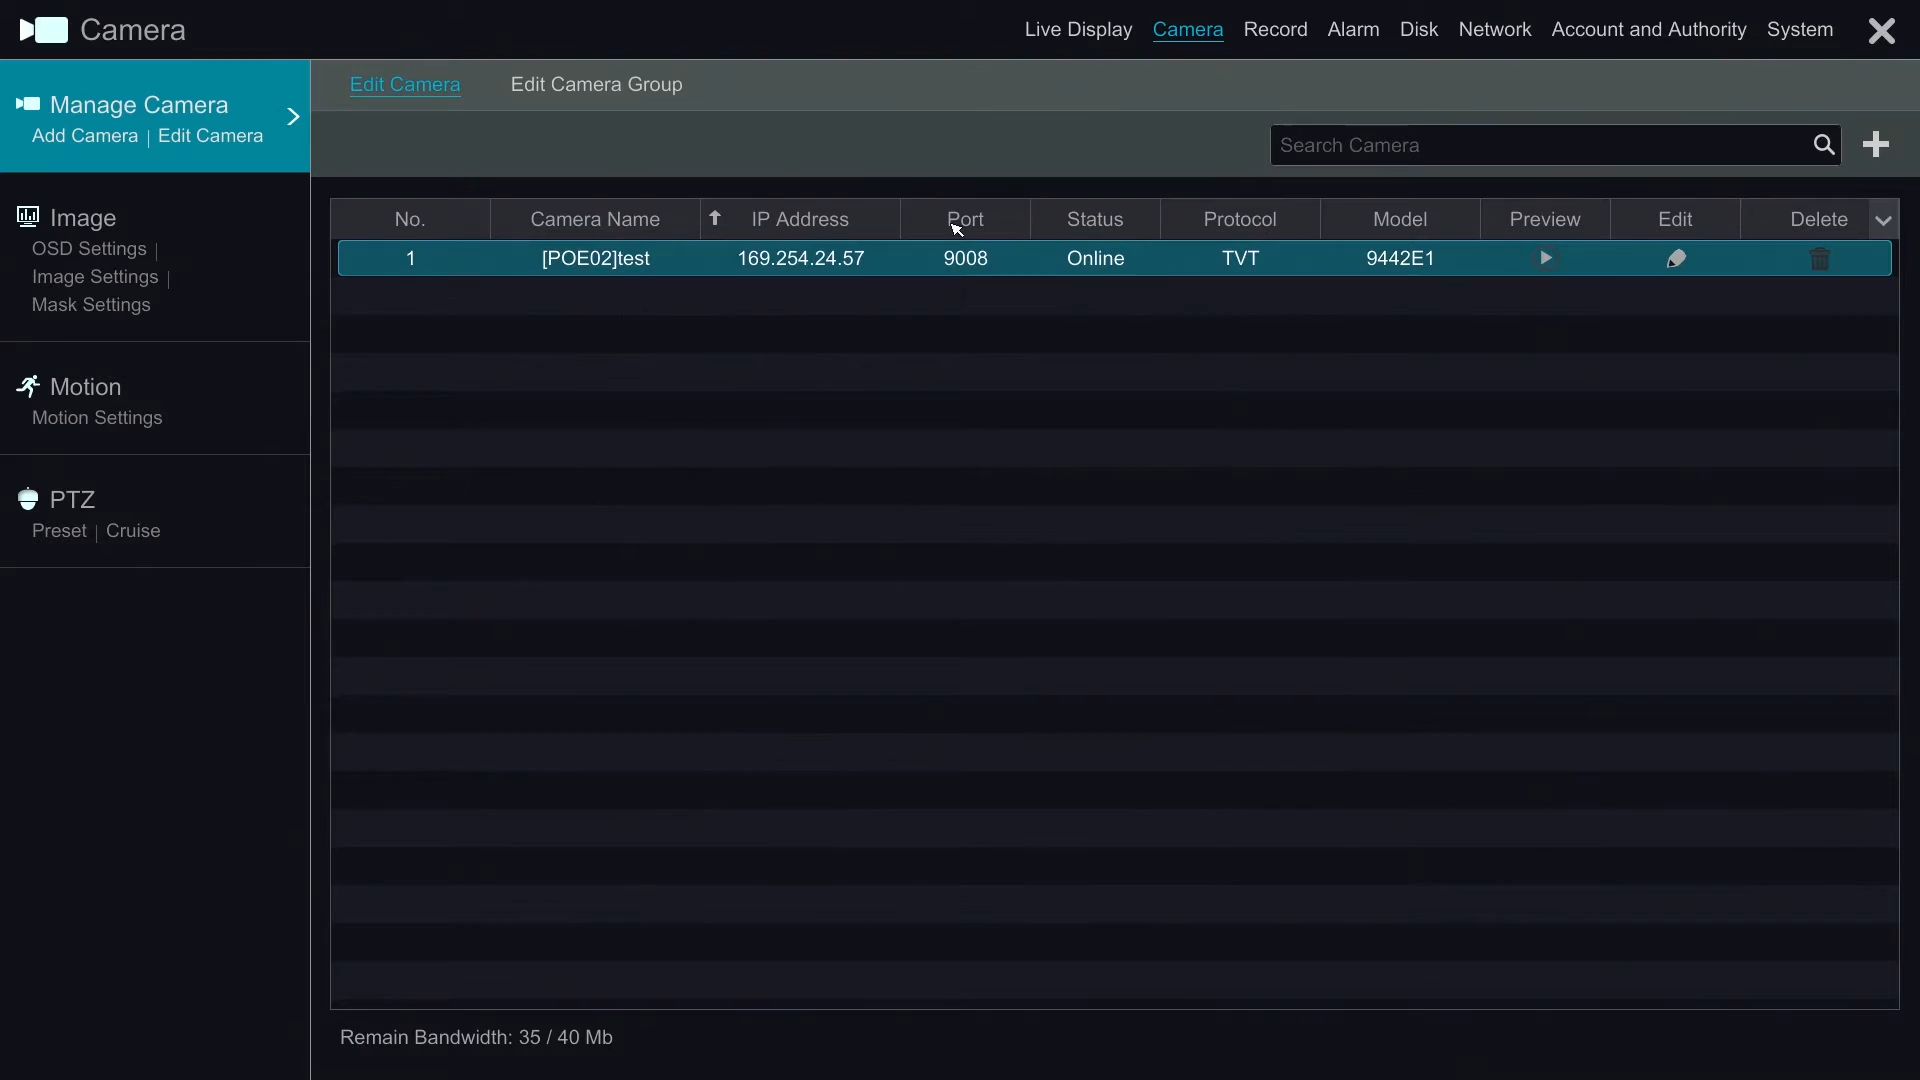 Camera
Live Display Camera Record Alarm Disk Network Account and Authority System
Manage Camera
Add Camera | Edit Camera
Image
OSD Settings |
Image Settings |
Mask Settings
Motion
Motion Settings
PTZ
Preset | Cruise
Edit Camera Edit Camera Group
Search Camera
No. Camera Name IP Address Port Status Protocol Model Preview Edit Delete
1 [POE02]test 169.254.24.57 9008 Online TVT 9442E1
Remain Bandwidth: 35 / 40 Mb